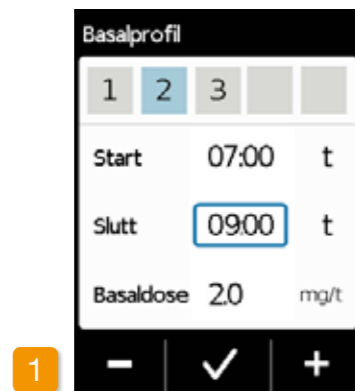 Basalprofil
1 2 3
Start 07:00 t
Slutt 09:00 t
Basaldose 2.0 mg/t
1 − ✓ +